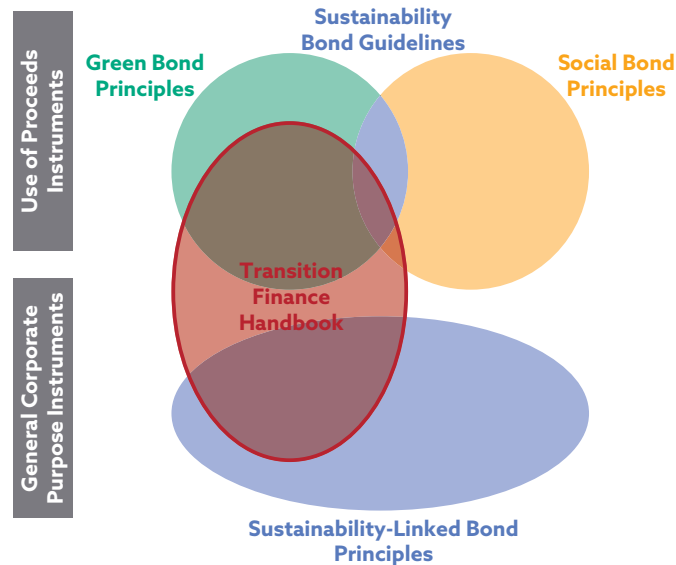 Sustainability
Bond Guidelines
Green Bond
Principles
Social Bond
Principles
Use of Proceeds
Instruments
Transition
Finance
Handbook
General Corporate
Purpose Instruments
Sustainability-Linked Bond
Principles